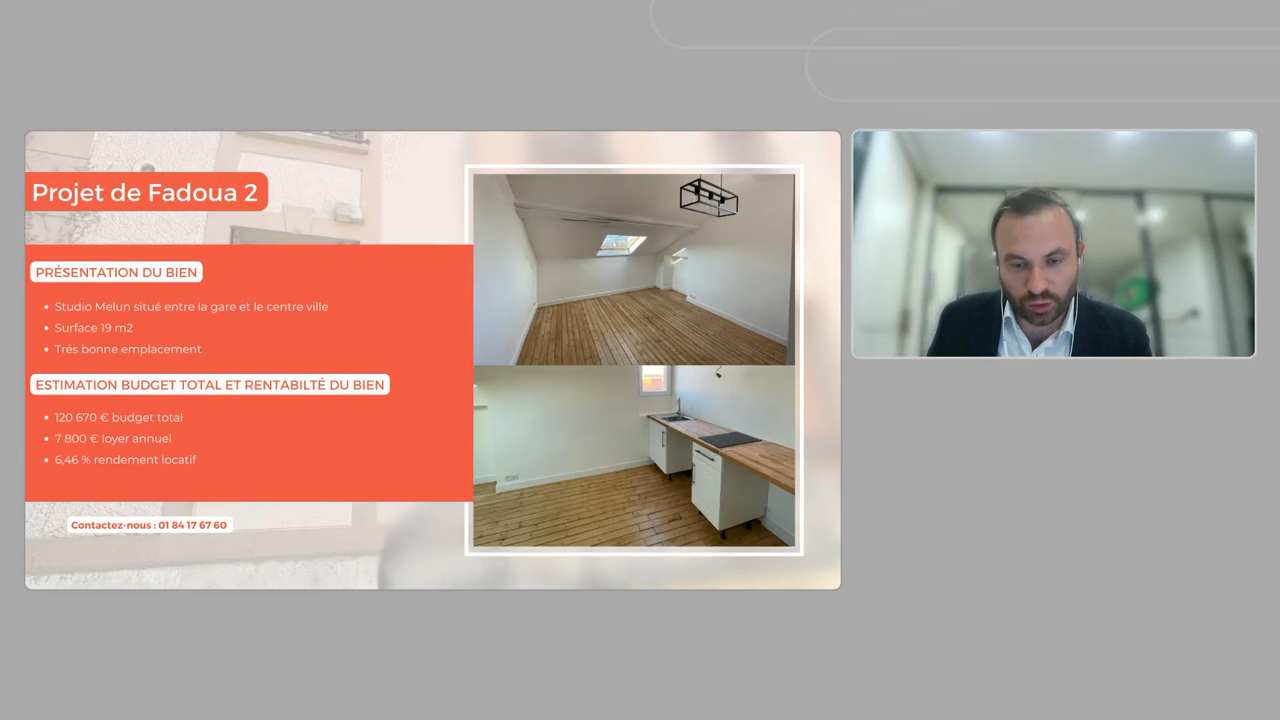 Projet de Fadoua 2
PRÉSENTATION DU BIEN
Studio Melun situé entre la gare et le centre ville
Surface 19 m2
Trés bonne emplacement
ESTIMATION BUDGET TOTAL ET RENTABILTÉ DU BIEN
120 670 € budget total
7 800 € loyer annuel
6,46 % rendement locatif
Contactez-nous : 01 84 17 67 60